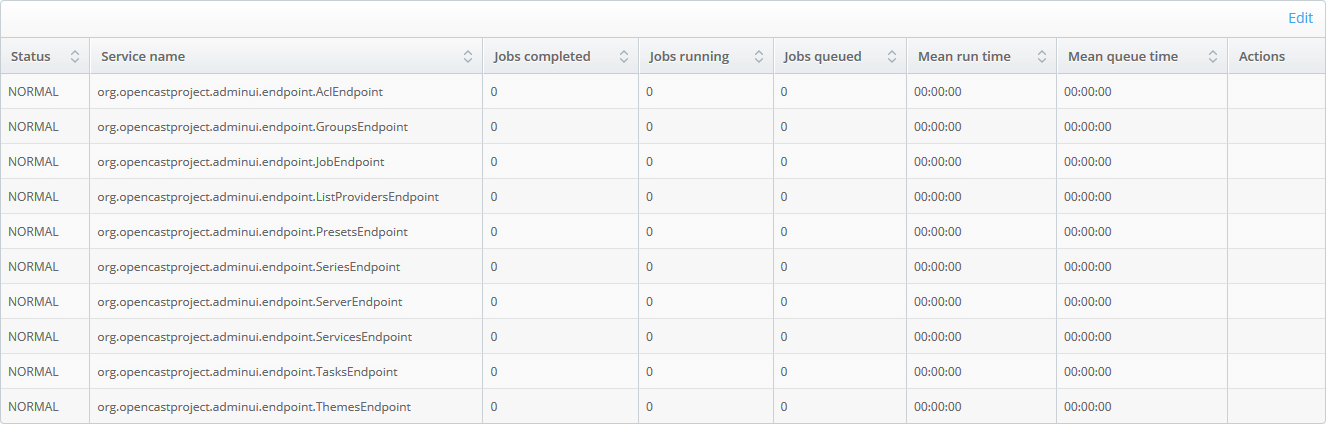 Edit
Status Service name Jobs completed Jobs running Jobs queued Mean run time Mean queue time Actions
NORMAL org.opencastproject.adminui.endpoint.AclEndpoint 0 0 0 00:00:00 00:00:00
NORMAL org.opencastproject.adminui.endpoint.GroupsEndpoint 0 0 0 00:00:00 00:00:00
NORMAL org.opencastproject.adminui.endpoint.JobEndpoint 0 0 0 00:00:00 00:00:00
NORMAL org.opencastproject.adminui.endpoint.ListProvidersEndpoint 0 0 0 00:00:00 00:00:00
NORMAL org.opencastproject.adminui.endpoint.PresetsEndpoint 0 0 0 00:00:00 00:00:00
NORMAL org.opencastproject.adminui.endpoint.SeriesEndpoint 0 0 0 00:00:00 00:00:00
NORMAL org.opencastproject.adminui.endpoint.ServerEndpoint 0 0 0 00:00:00 00:00:00
NORMAL org.opencastproject.adminui.endpoint.ServicesEndpoint 0 0 0 00:00:00 00:00:00
NORMAL org.opencastproject.adminui.endpoint.TasksEndpoint 0 0 0 00:00:00 00:00:00
NORMAL org.opencastproject.adminui.endpoint.ThemesEndpoint 0 0 0 00:00:00 00:00:00